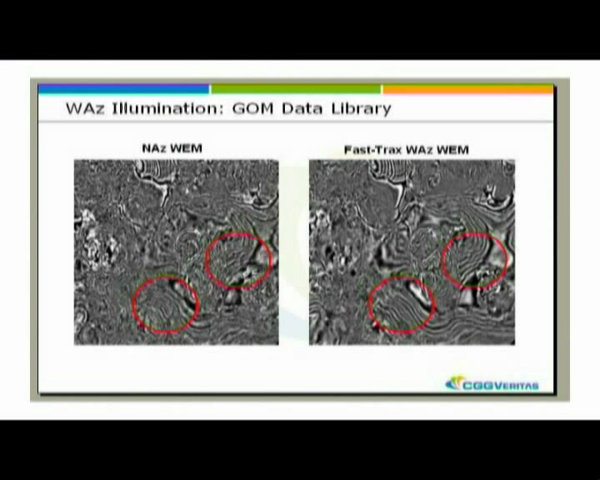 WAz Illumination: GOM Data Library
NAz WEM
Fast-Trax WAz WEM
CGGVERITAS